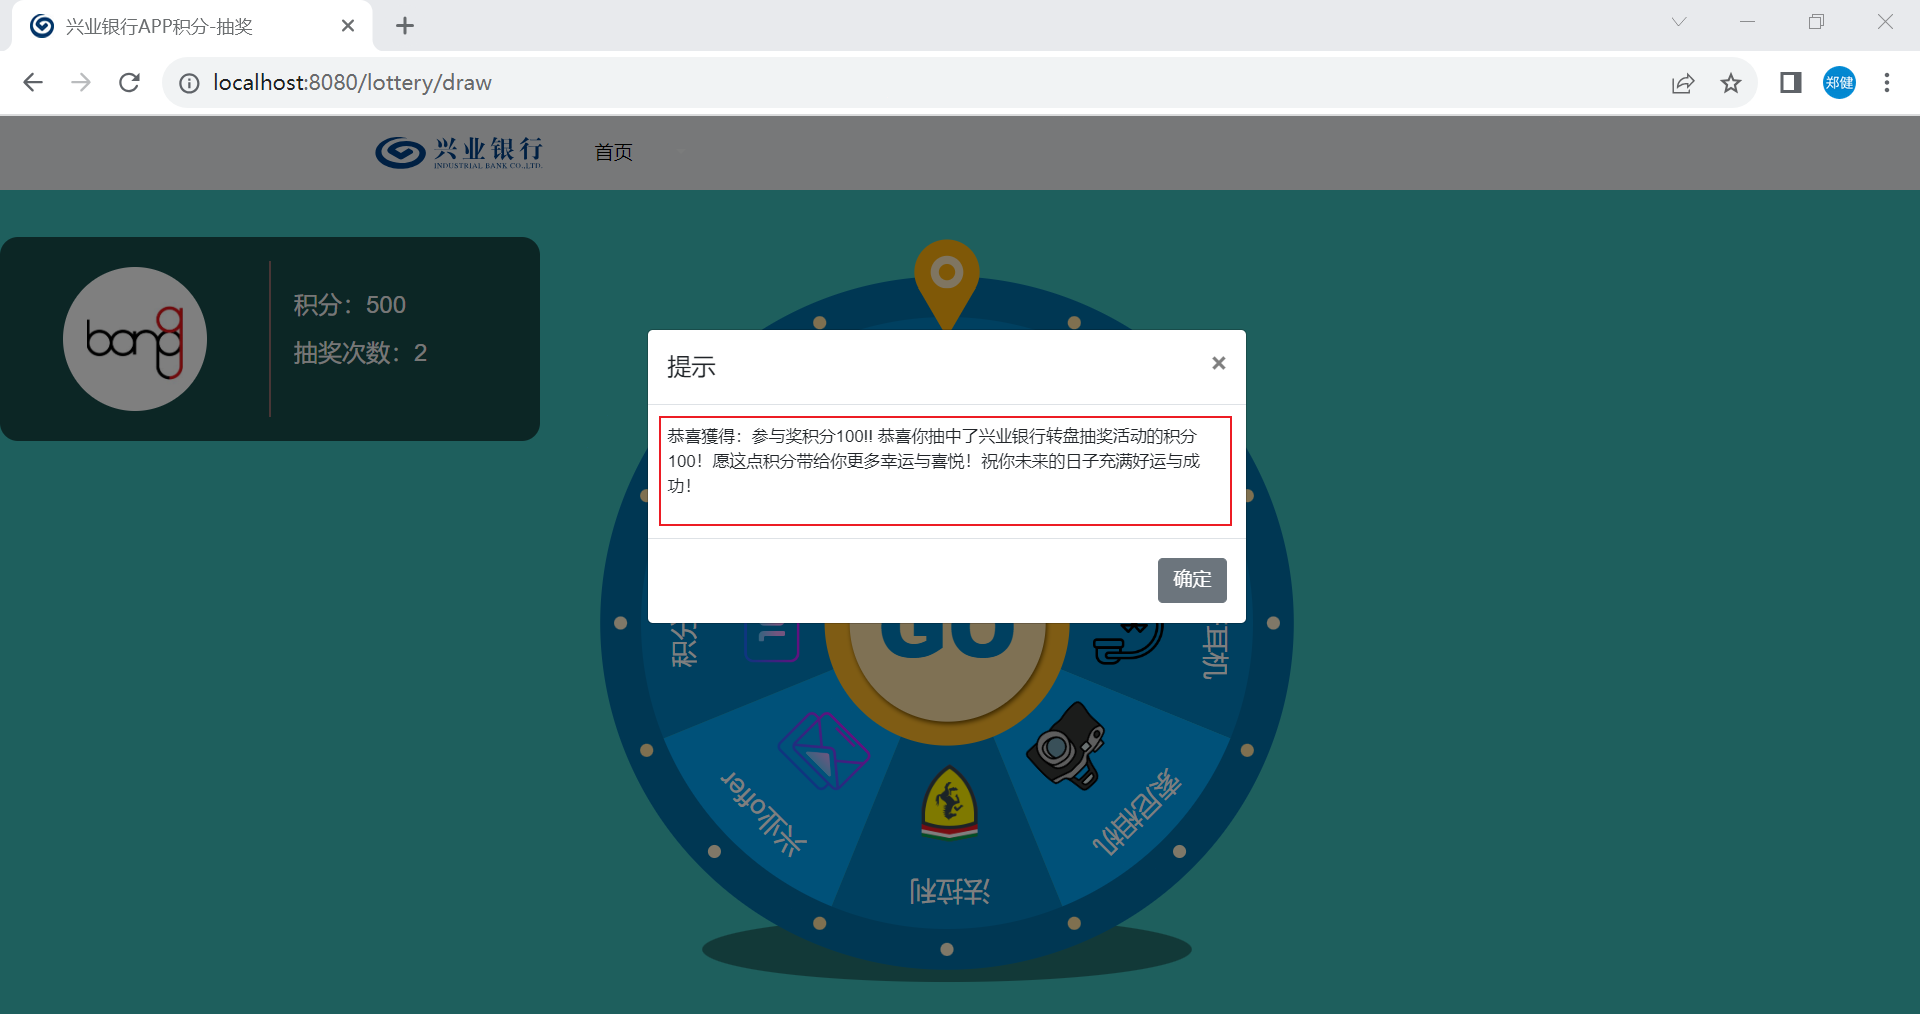 兴业银行APP积分-抽奖
localhost:8080/lottery/draw
郑健
兴业银行
INDUSTRIAL BANK CO.,LTD.
首页
bang
积分：500
抽奖次数：2
提示
恭喜獲得：参与奖积分100!! 恭喜你抽中了兴业银行转盘抽奖活动的积分
100！愿这点积分带给你更多幸运与喜悦！祝你未来的日子充满好运与成
功！
确定
GO
积分
耳机
兴业offer
索尼相机
法拉利